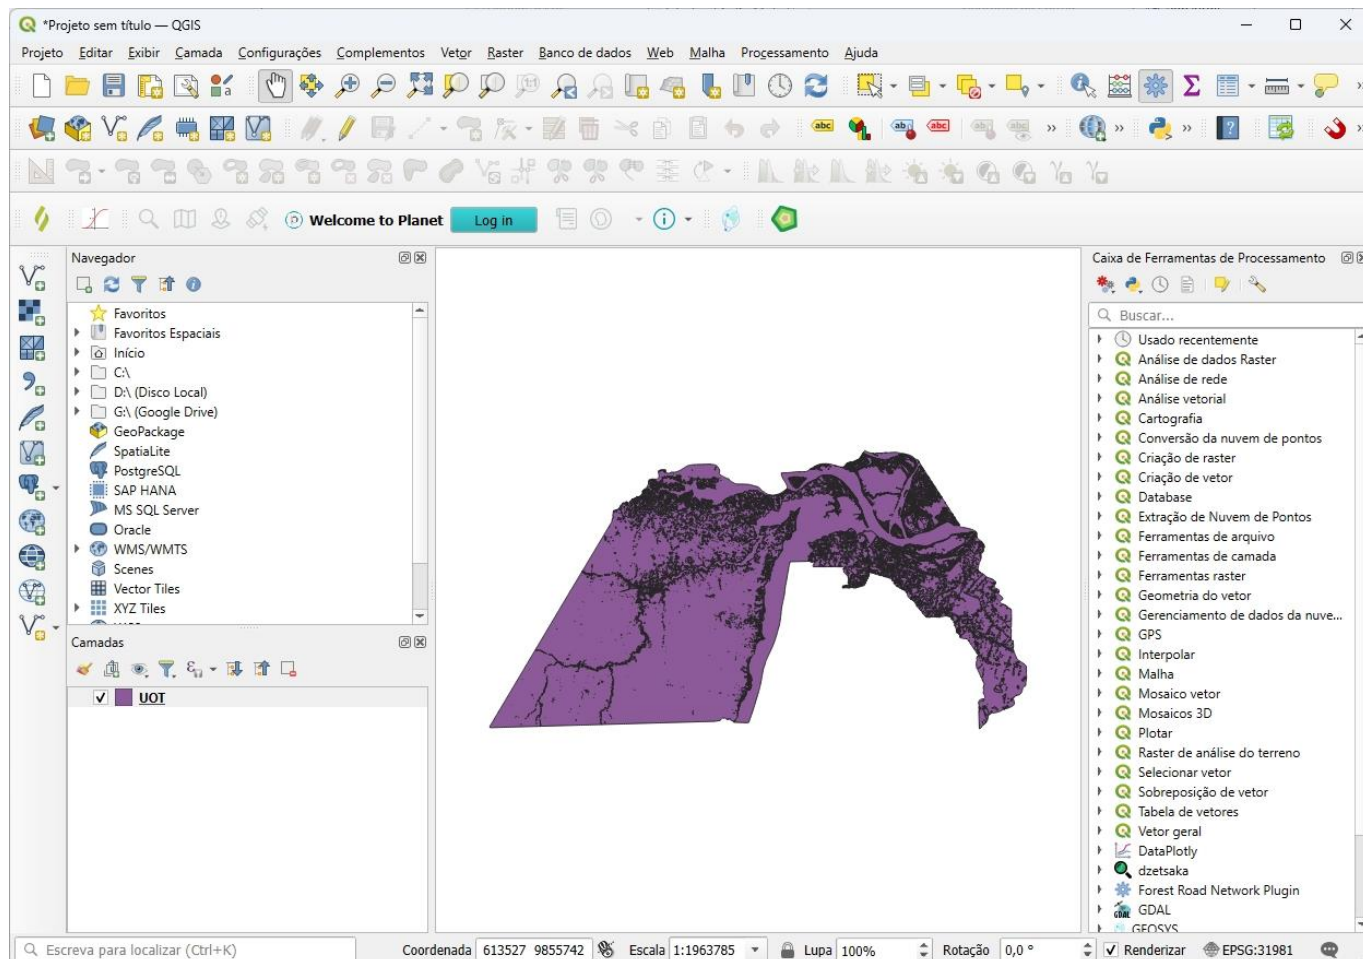 *Projeto sem título — QGIS
Projeto Editar Exibir Camada Configurações Complementos Vetor Raster Banco de dados Web Malha Processamento Ajuda
abc
Welcome to Planet Log in
Navegador
Favoritos
Favoritos Espaciais
Início
C:\
D:\ (Disco Local)
G:\ (Google Drive)
GeoPackage
SpatiaLite
PostgreSQL
SAP HANA
MS SQL Server
Oracle
WMS/WMTS
Scenes
Vector Tiles
XYZ Tiles
Camadas
UOT
Caixa de Ferramentas de Processamento
Buscar...
Usado recentemente
Análise de dados Raster
Análise de rede
Análise vetorial
Cartografia
Conversão da nuvem de pontos
Criação de raster
Criação de vetor
Database
Extração de Nuvem de Pontos
Ferramentas de arquivo
Ferramentas de camada
Ferramentas raster
Geometria do vetor
Gerenciamento de dados da nuve...
GPS
Interpolar
Malha
Mosaico vetor
Mosaicos 3D
Plotar
Raster de análise do terreno
Selecionar vetor
Sobreposição de vetor
Tabela de vetores
Vetor geral
DataPlotly
dzetsaka
Forest Road Network Plugin
GDAL
GEOSYS
Escreva para localizar (Ctrl+K) Coordenada 613527 9855742 Escala 1:1963785 Lupa 100% Rotação 0,0 ° Renderizar EPSG:31981